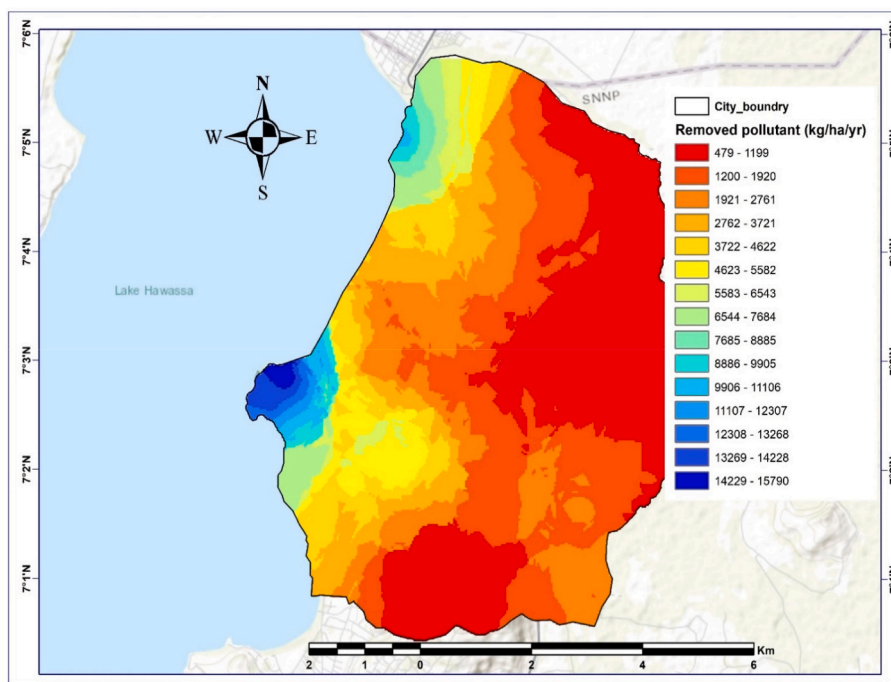 7°6'N
7°5'N
7°4'N
7°3'N
7°2'N
7°1'N
N
W
E
S
Lake Hawassa
SNNP
City_boundry
Removed pollutant (kg/ha/yr)
479 - 1199
1200 - 1920
1921 - 2761
2762 - 3721
3722 - 4622
4623 - 5582
5583 - 6543
6544 - 7684
7685 - 8885
8886 - 9905
9906 - 11106
11107 - 12307
12308 - 13268
13269 - 14228
14229 - 15790
2 1 0 2 4 6
Km